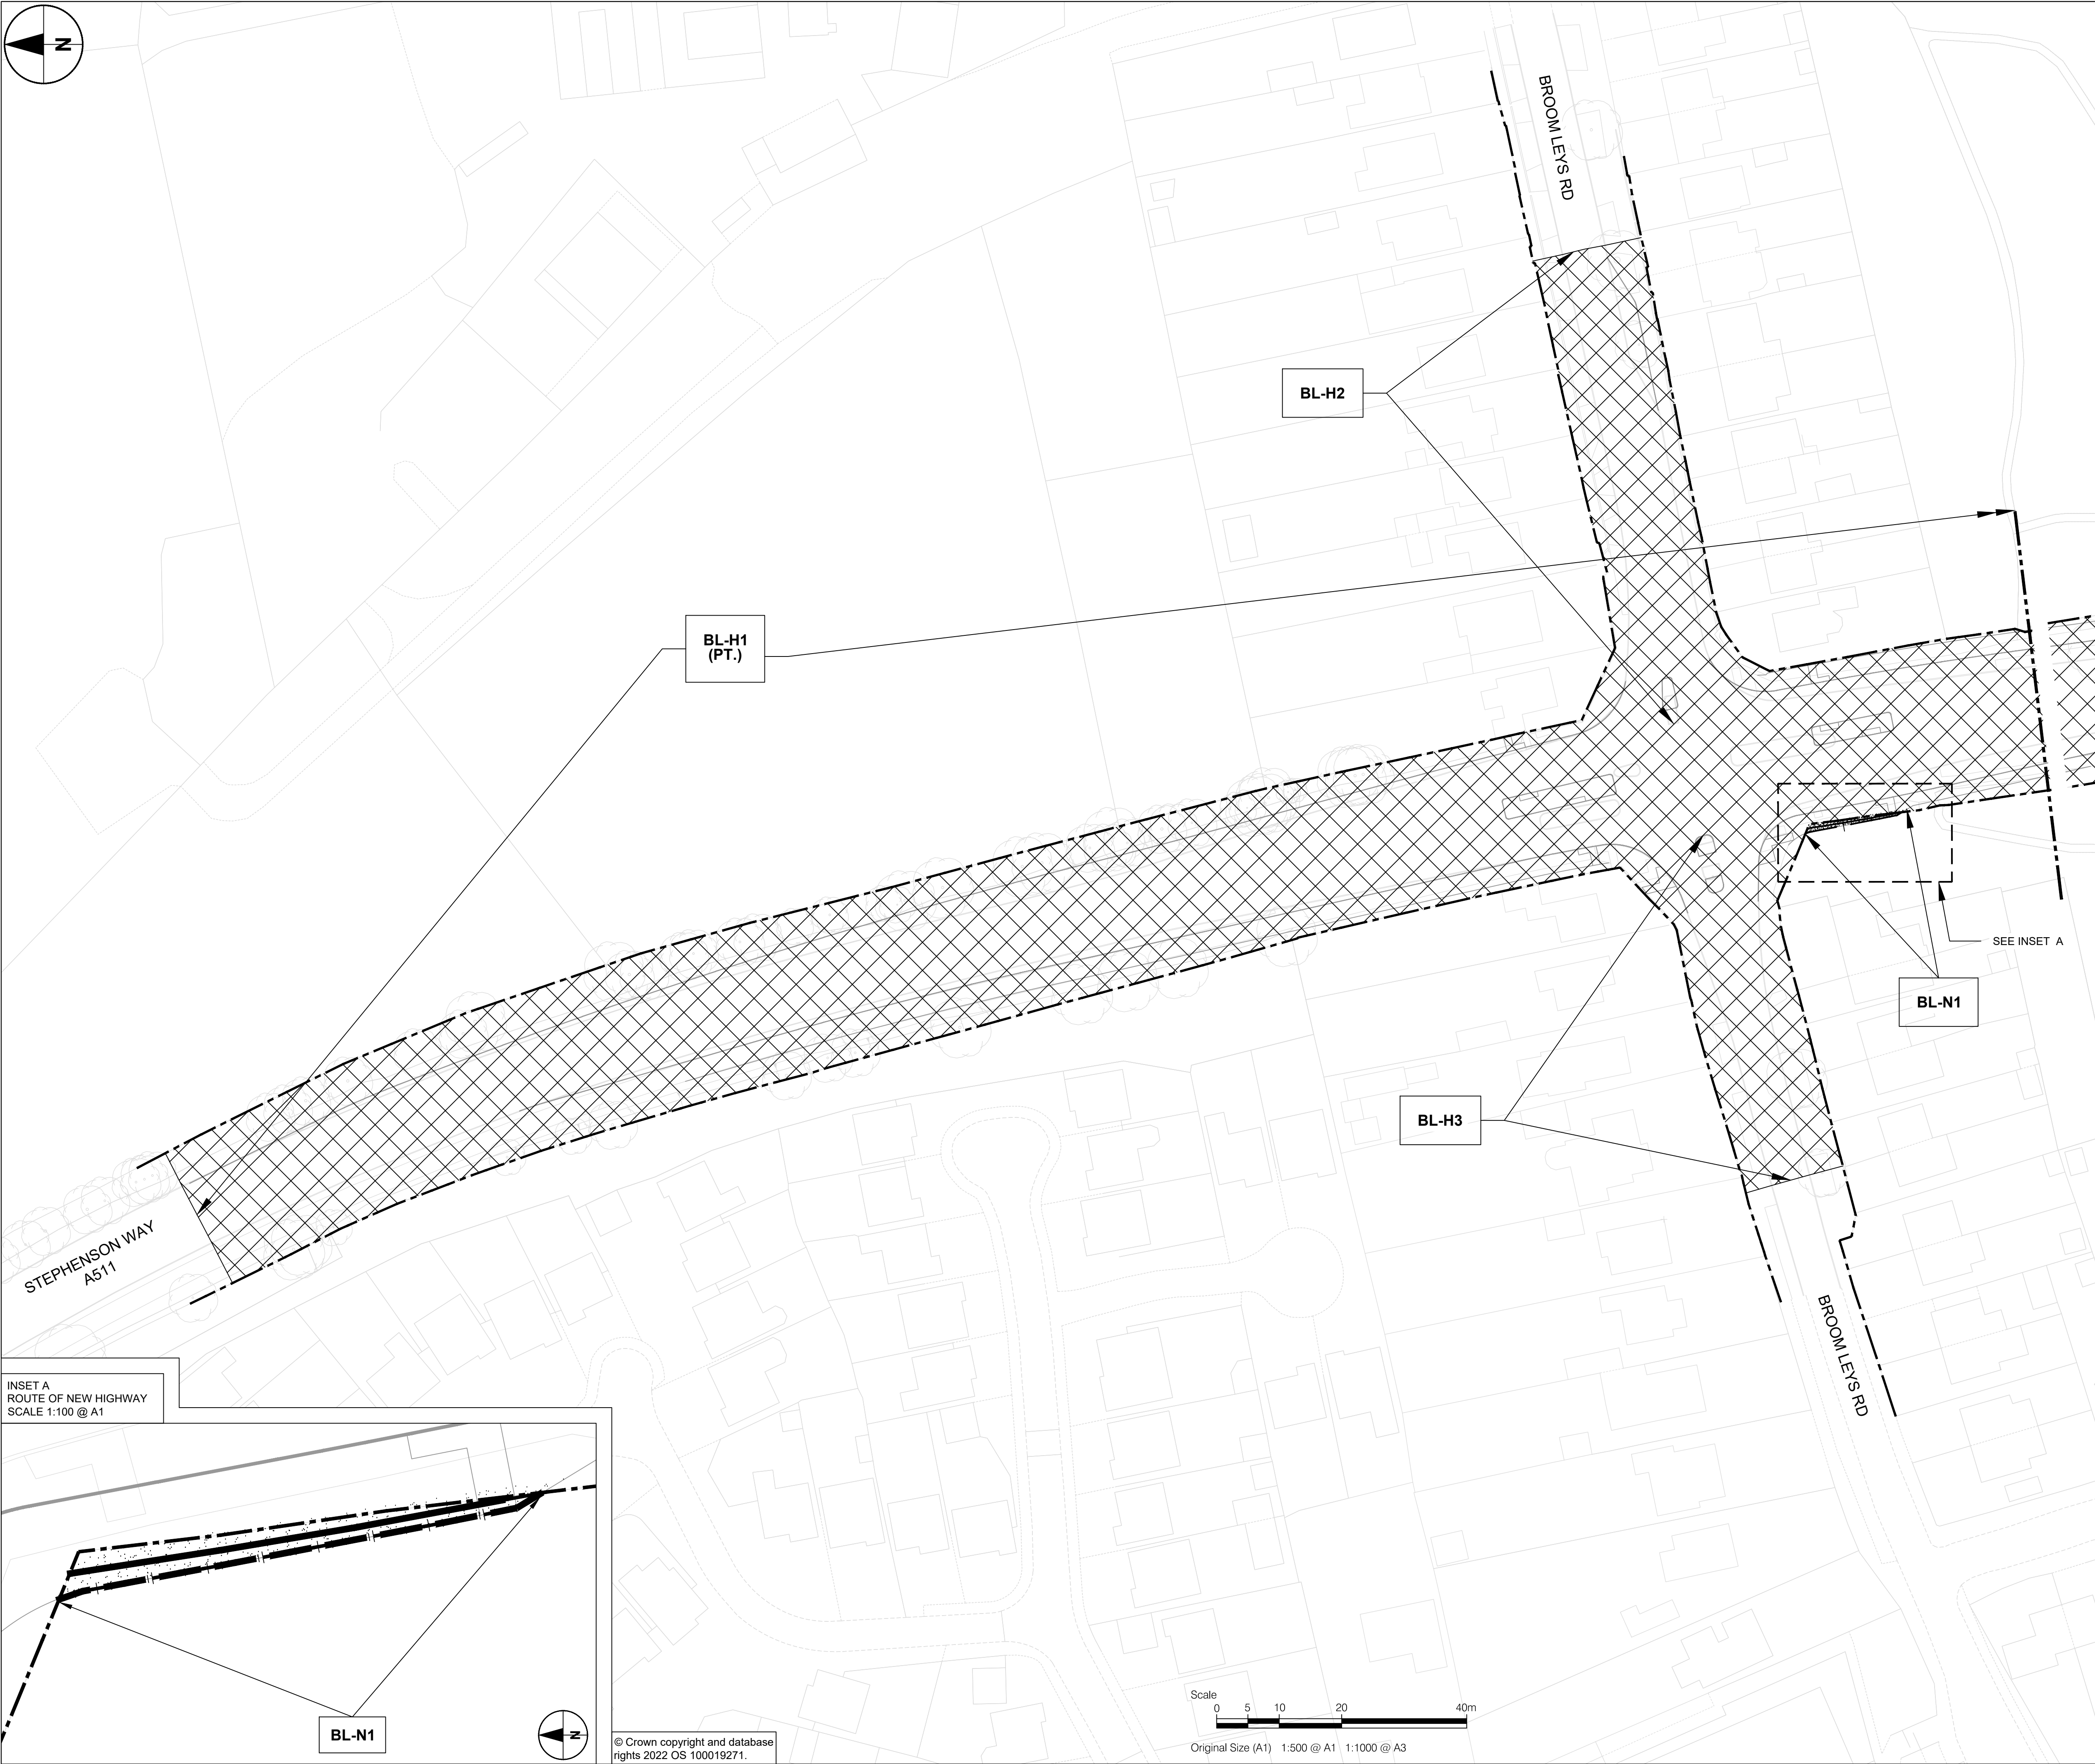 N
BROOM LEYS RD
BL-H2
BL-H1
(PT.)
SEE INSET A
BL-N1
BL-H3
STEPHENSON WAY
A511
BROOM LEYS RD
INSET A
ROUTE OF NEW HIGHWAY
SCALE 1:100 @ A1
BL-N1
N
© Crown copyright and database
rights 2022 OS 100019271.
Scale
0 5 10 20 40m
Original Size (A1) 1:500 @ A1 1:1000 @ A3